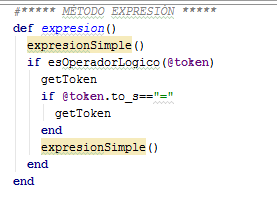 #***** MÉTODO EXPRESIÓN *****
def expresion()
expresionSimple()
if esOperadorLogico(@token)
getToken
if @token.to_s=="="
getToken
end
expresionSimple()
end
end